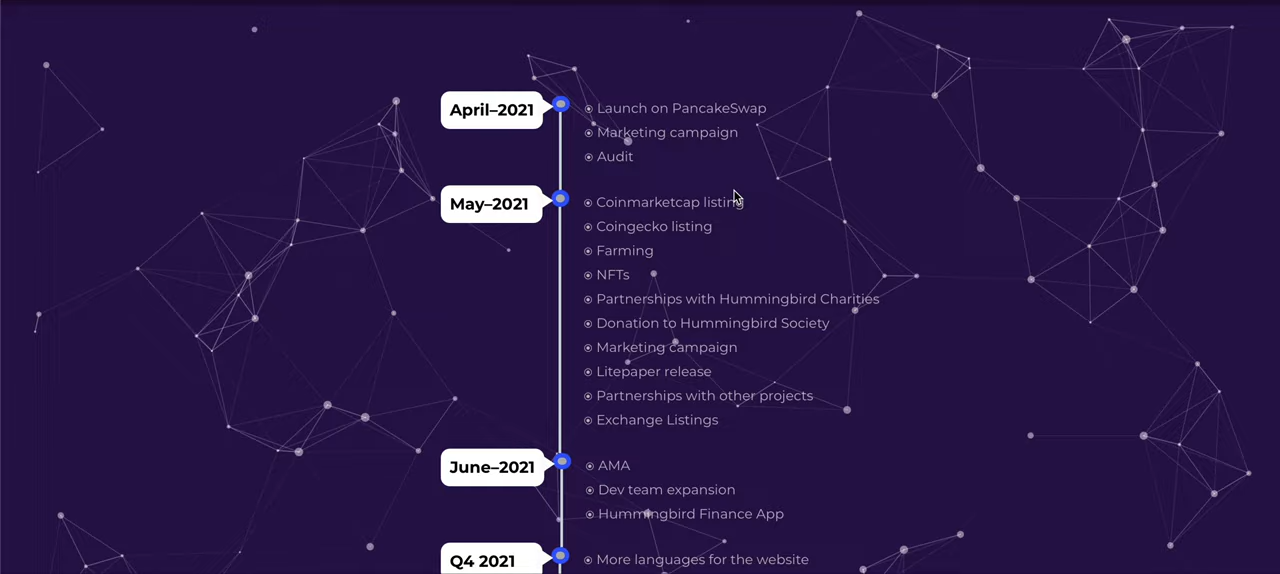 April–2021
Launch on PancakeSwap
Marketing campaign
Audit
May–2021
Coinmarketcap listing
Coingecko listing
Farming
NFTs
Partnerships with Hummingbird Charities
Donation to Hummingbird Society
Marketing campaign
Litepaper release
Partnerships with other projects
Exchange Listings
June–2021
AMA
Dev team expansion
Hummingbird Finance App
Q4 2021
More languages for the website